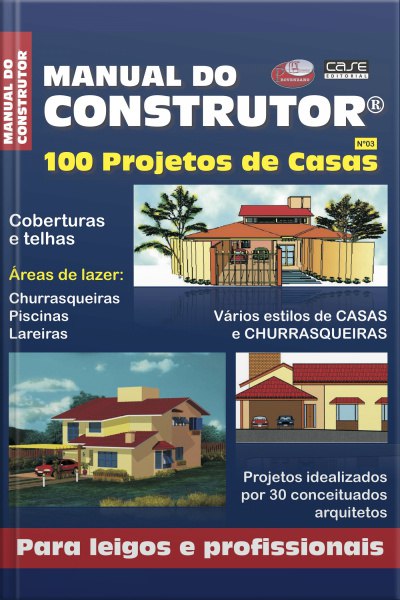 MANUAL DO
CONSTRUTOR
ROVENZANO
CASE
EDITORIAL
MANUAL DO
CONSTRUTOR®
Nº03
100 Projetos de Casas
Coberturas
e telhas
Áreas de lazer:
Churrasqueiras
Piscinas
Lareiras
Vários estilos de CASAS
e CHURRASQUEIRAS
Projetos idealizados
por 30 conceituados
arquitetos
Para leigos e profissionais